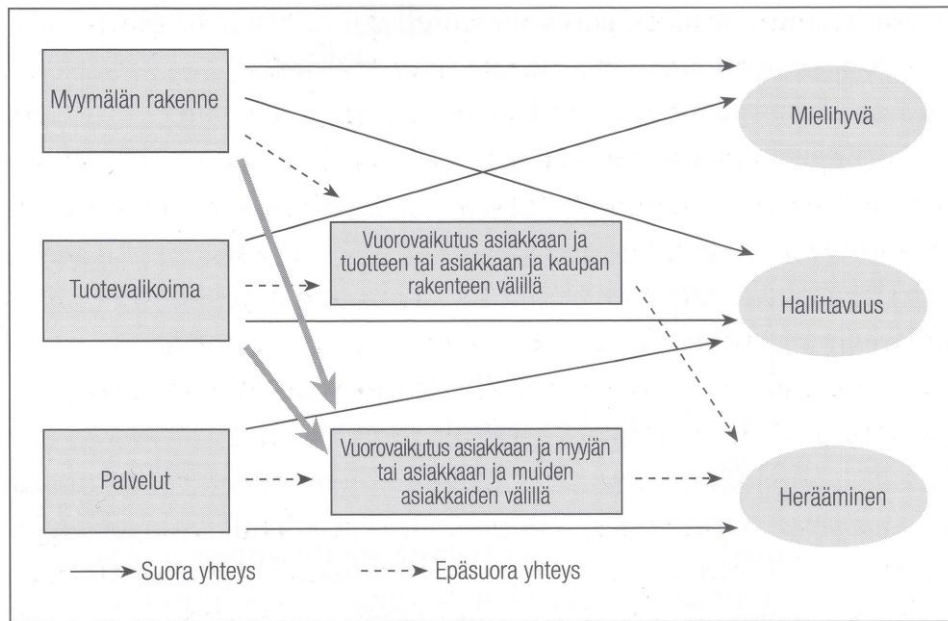 Myymälän rakenne
Mielihyvä
Vuorovaikutus asiakkaan ja
tuotteen tai asiakkaan ja kaupan
rakenteen välillä
Tuotevalikoima
Hallittavuus
Vuorovaikutus asiakkaan ja myyjän
tai asiakkaan ja muiden
asiakkaiden välillä
Palvelut
Herääminen
Suora yhteys
Epäsuora yhteys